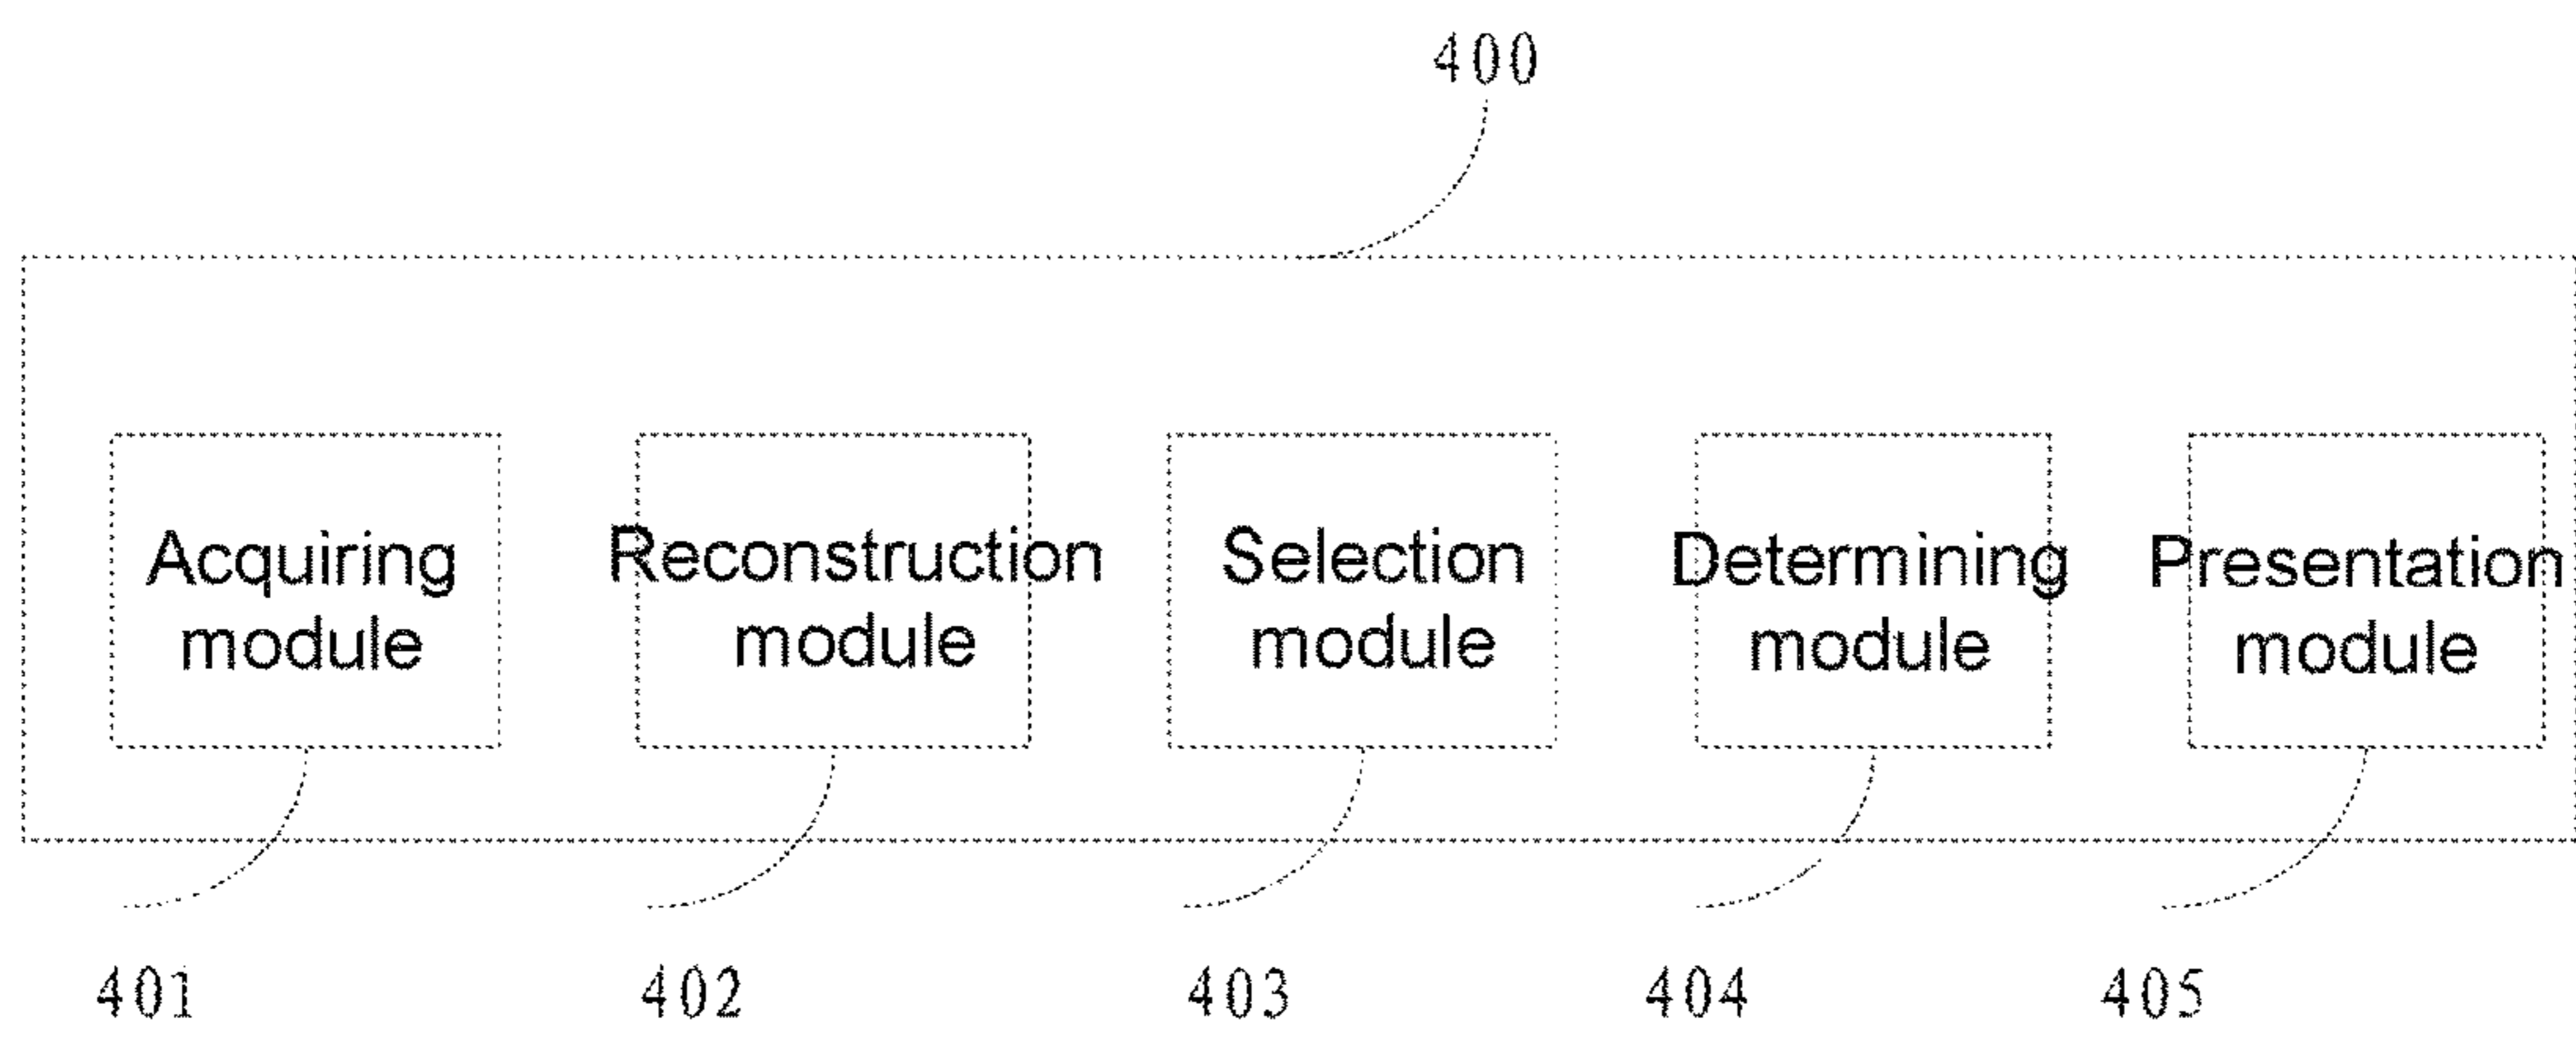 400
Acquiring
module
Reconstruction
module
Selection
module
Determining
module
Presentation
module
401
402
403
404
405